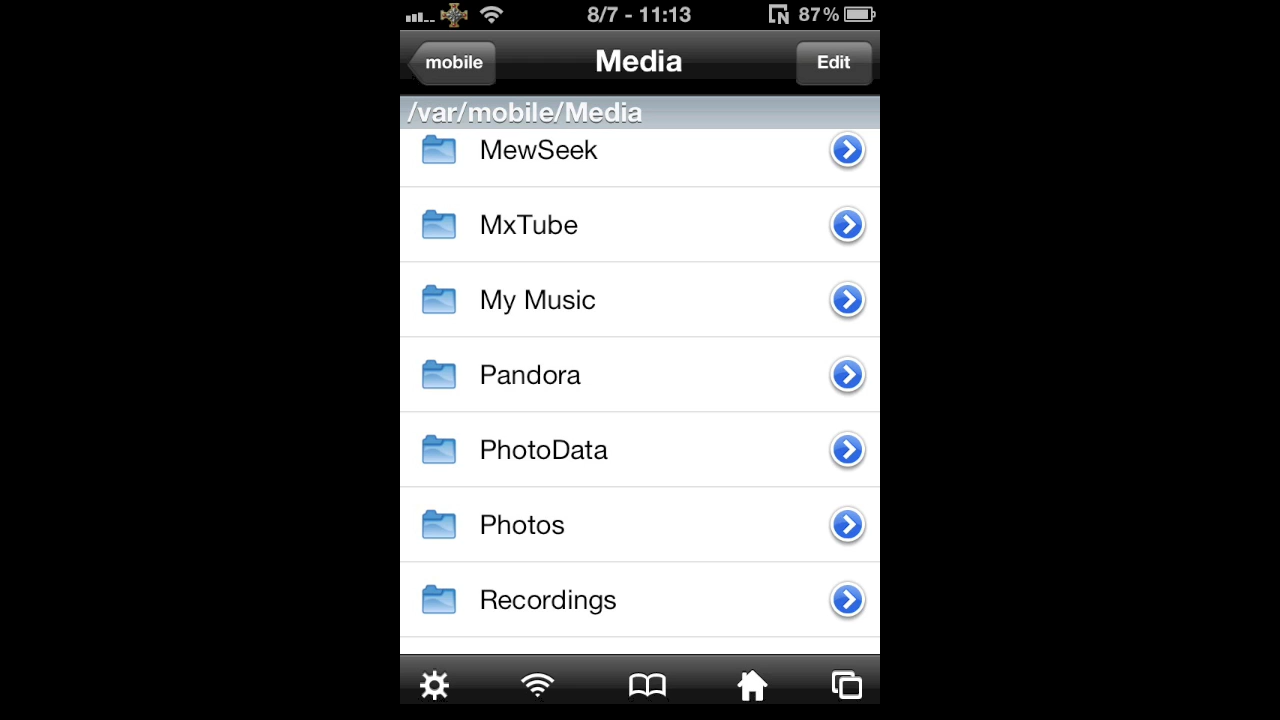 8/7 - 11:13 N 87%
mobile Media Edit
/var/mobile/Media
MewSeek
MxTube
My Music
Pandora
PhotoData
Photos
Recordings